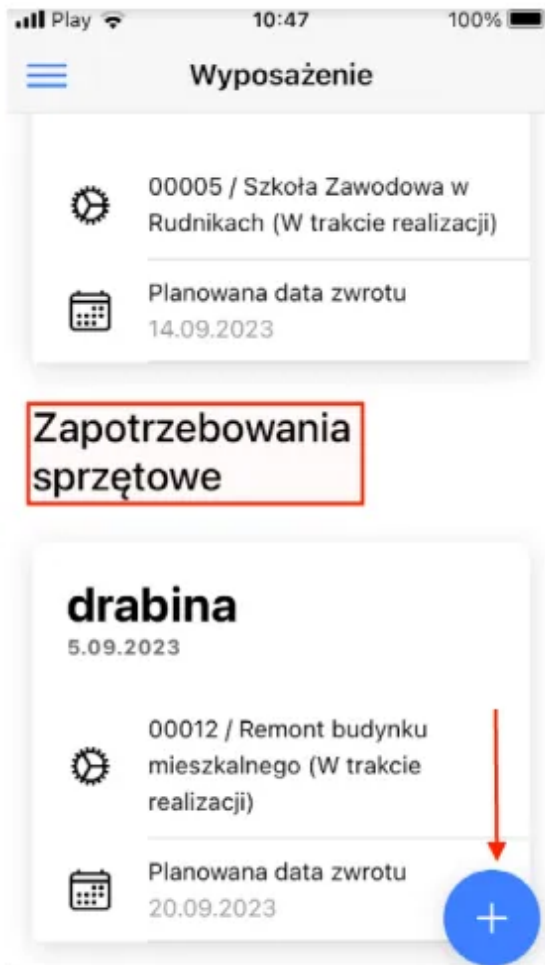 Play 10:47 100%
Wyposażenie
00005 / Szkoła Zawodowa w
Rudnikach (W trakcie realizacji)
Planowana data zwrotu
14.09.2023
Zapotrzebowania
sprzętowe
drabina
5.09.2023
00012 / Remont budynku
mieszkalnego (W trakcie
realizacji)
Planowana data zwrotu
20.09.2023
+